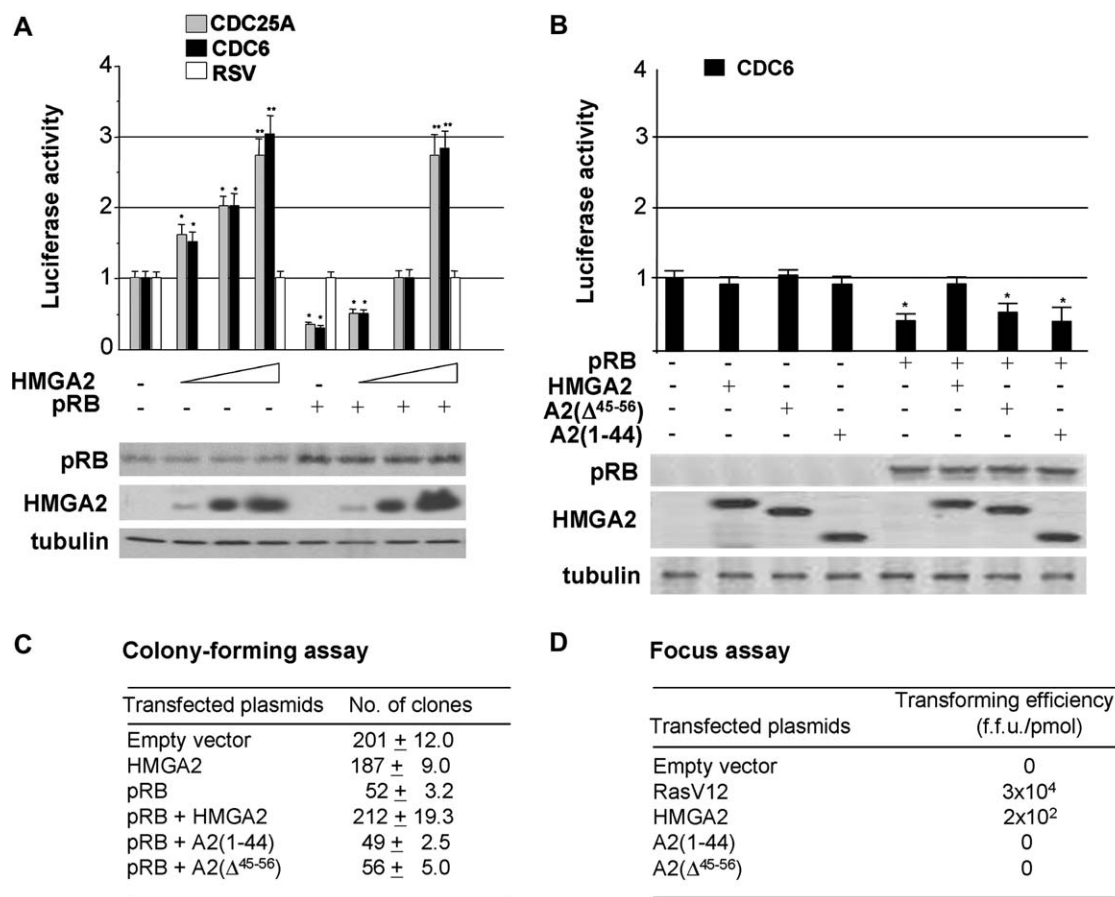 A
CDC25A
CDC6
RSV
Luciferase activity
4
3
2
1
0
* * * * ** ** * * * * ** **
HMGA2 - -
pRB - - - - + + + +
pRB
HMGA2
tubulin
B
CDC6
Luciferase activity
4
3
2
1
0
* * *
pRB - - - - + + + +
HMGA2 - + - - - + - -
A2(Δ45-56) - - + - - - + -
A2(1-44) - - - + - - - +
pRB
HMGA2
tubulin
C Colony-forming assay
Transfected plasmids No. of clones
Empty vector 201 ± 12.0
HMGA2 187 ± 9.0
pRB 52 ± 3.2
pRB + HMGA2 212 ± 19.3
pRB + A2(1-44) 49 ± 2.5
pRB + A2(Δ45-56) 56 ± 5.0
D Focus assay
Transfected plasmids Transforming efficiency (f.f.u./pmol)
Empty vector 0
RasV12 3x10⁴
HMGA2 2x10²
A2(1-44) 0
A2(Δ45-56) 0